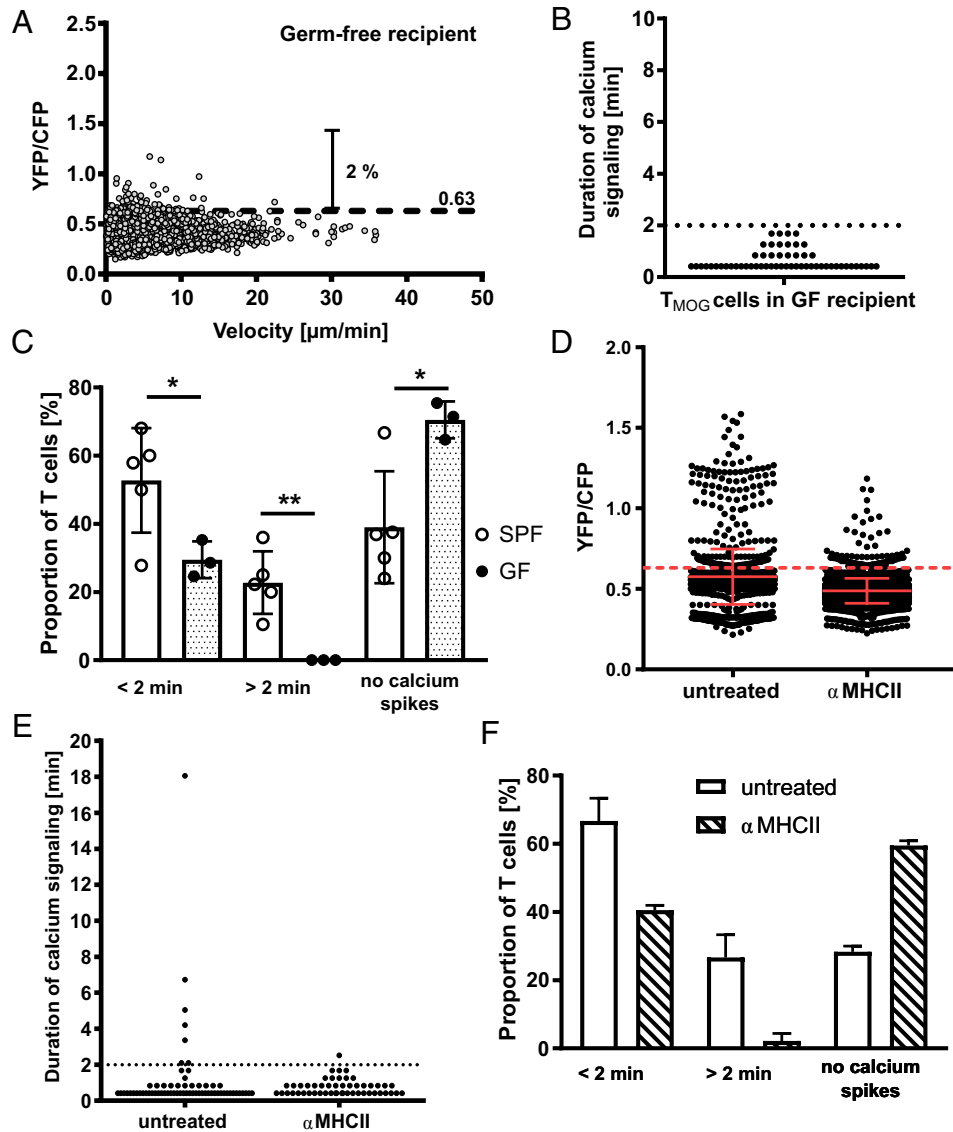 A
Germ-free recipient
YFP/CFP
2.5
2.0
1.5
1.0
0.5
0.0
2 %
0.63
0
10
20
30
40
50
Velocity [µm/min]
B
Duration of calcium
signaling [min]
10
8
6
4
2
0
TMOG cells in GF recipient
C
Proportion of T cells [%]
80
60
40
20
0
*
**
*
SPF
GF
< 2 min
> 2 min
no calcium
spikes
D
YFP/CFP
2.0
1.5
1.0
0.5
0.0
untreated
α MHCII
E
Duration of calcium signaling [min]
20
18
16
14
12
10
8
6
4
2
0
untreated
α MHCII
F
Proportion of T cells [%]
80
60
40
20
0
untreated
α MHCII
< 2 min
> 2 min
no calcium
spikes